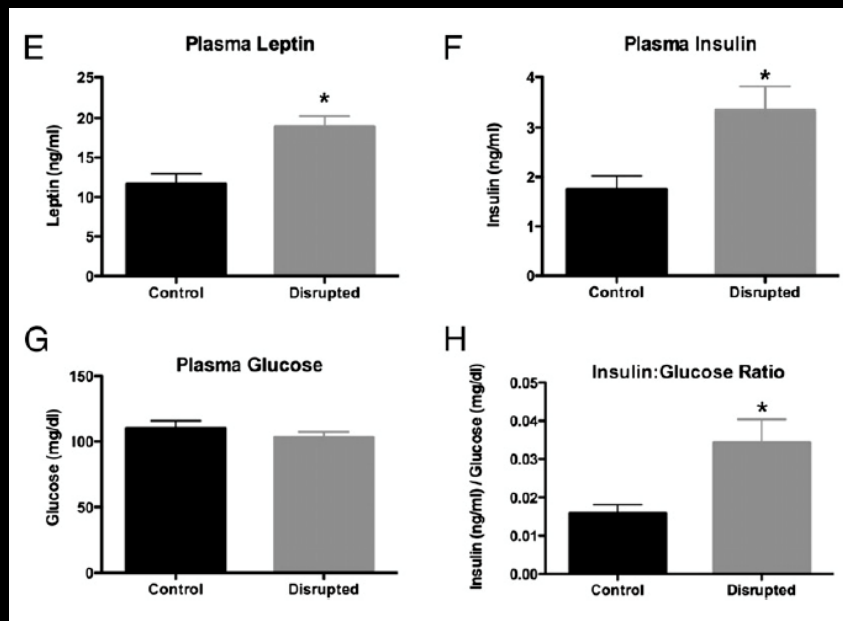 E
Plasma Leptin
25
20
15
10
5
0
Leptin (ng/ml)
*
Control Disrupted
F
Plasma Insulin
4
3
2
1
0
Insulin (ng/ml)
*
Control Disrupted
G
Plasma Glucose
150
100
50
0
Glucose (mg/dl)
Control Disrupted
H
Insulin:Glucose Ratio
0.05
0.04
0.03
0.02
0.01
0.00
Insulin (ng/ml) / Glucose (mg/dl)
*
Control Disrupted